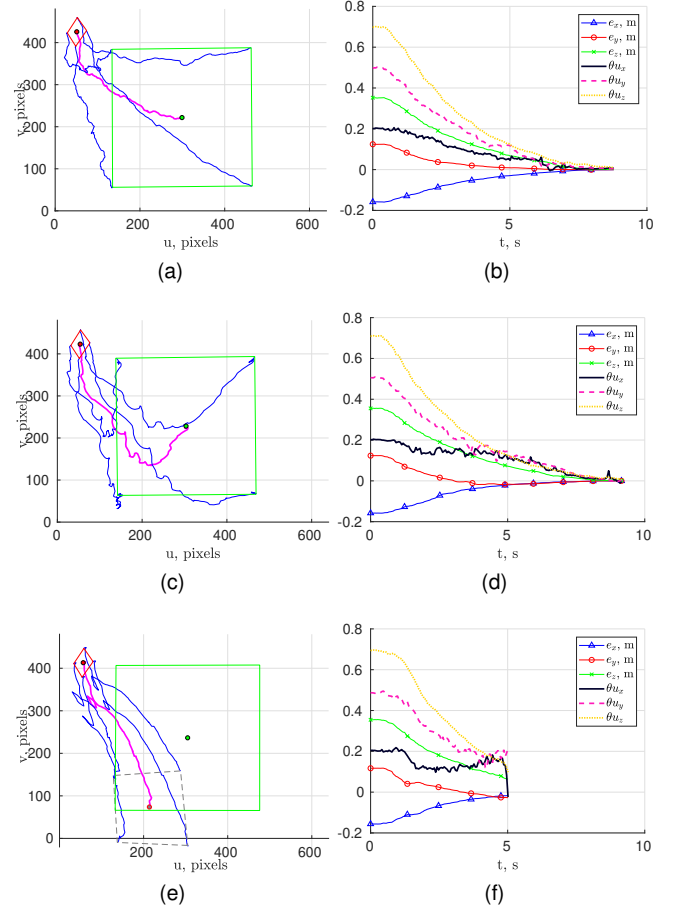 400
300
200
100
0
v, pixels
0
200
400
600
u, pixels
(a)
0.8
0.6
0.4
0.2
0
-0.2
0
5
10
t, s
e_x, m
e_y, m
e_z, m
θu_x
θu_y
θu_z
(b)
400
300
200
100
0
v, pixels
0
200
400
600
u, pixels
(c)
0.8
0.6
0.4
0.2
0
-0.2
0
5
10
t, s
e_x, m
e_y, m
e_z, m
θu_x
θu_y
θu_z
(d)
400
300
200
100
0
v, pixels
200
400
600
u, pixels
(e)
0.8
0.6
0.4
0.2
0
-0.2
0
5
10
t, s
e_x, m
e_y, m
e_z, m
θu_x
θu_y
θu_z
(f)